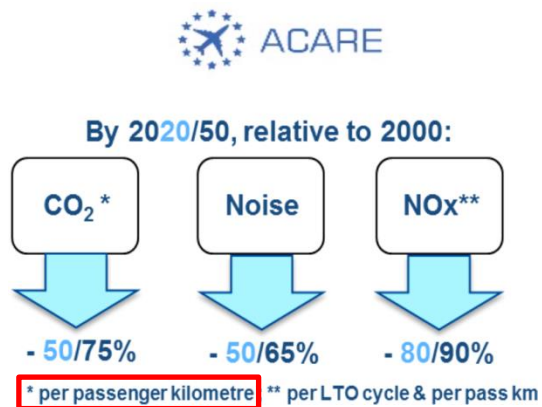 ACARE
By 2020/50, relative to 2000:
CO₂ * Noise NOx**
- 50/75% - 50/65% - 80/90%
* per passenger kilometre ** per LTO cycle & per pass km